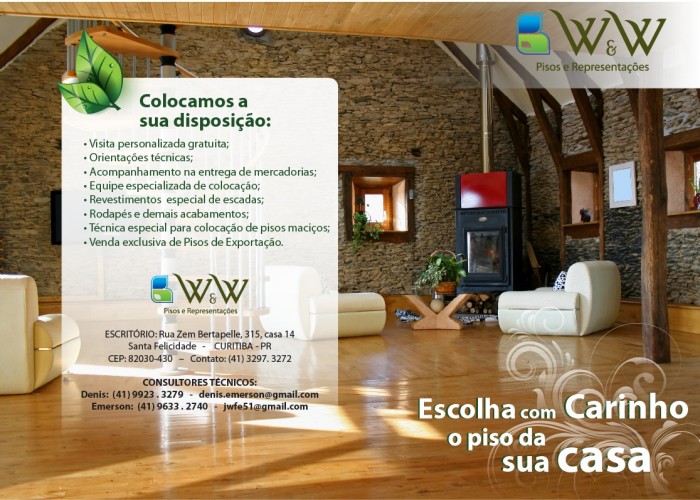 Colocamos a
sua disposição:
• Visita personalizada gratuita;
• Orientações técnicas;
• Acompanhamento na entrega de mercadorias;
• Equipe especializada de colocação;
• Revestimentos especial de escadas;
• Rodapés e demais acabamentos;
• Técnica especial para colocação de pisos maciços;
• Venda exclusiva de Pisos de Exportação.
W&W
Pisos e Representações
ESCRITÓRIO: Rua Zem Bertapelle, 315, casa 14
Santa Felicidade - CURITIBA - PR
CEP: 82030-430 – Contato: (41) 3297. 3272
CONSULTORES TÉCNICOS:
Denis: (41) 9923 . 3279 - denis.emerson@gmail.com
Emerson: (41) 9633 . 2740 - jwfe51@gmail.com
W&W
Pisos e Representações
Escolha com Carinho
o piso da
sua casa